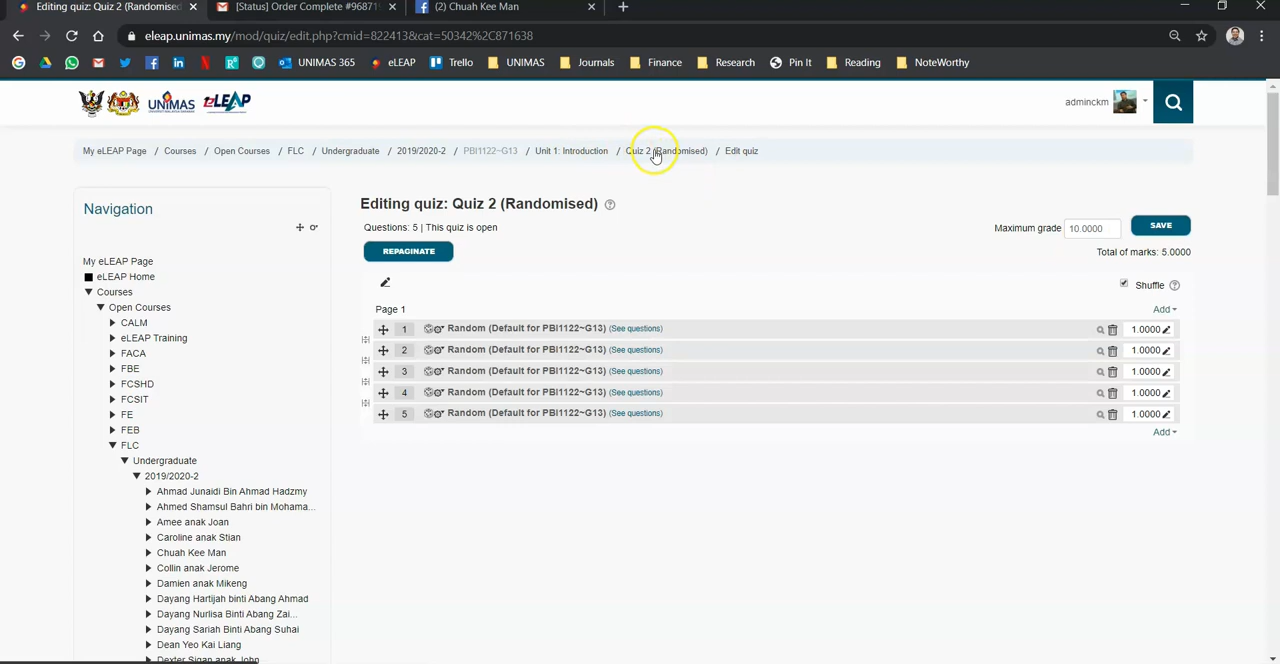 Editing quiz: Quiz 2 (Randomised
[Status] Order Complete #96871
(2) Chuah Kee Man
eleap.unimas.my/mod/quiz/edit.php?cmid=822413&cat=50342%2C871638
UNIMAS 365
eLEAP
Trello
UNIMAS
Journals
Finance
Research
Pin It
Reading
NoteWorthy
UNIMAS
eLEAP
adminckm
My eLEAP Page / Courses / Open Courses / FLC / Undergraduate / 2019/2020-2 / PBI1122~G13 / Unit 1: Introduction / Quiz 2 (Randomised) / Edit quiz
Navigation
My eLEAP Page
eLEAP Home
Courses
Open Courses
CALM
eLEAP Training
FACA
FBE
FCSHD
FCSIT
FE
FEB
FLC
Undergraduate
2019/2020-2
Ahmad Junaidi Bin Ahmad Hadzmy
Ahmed Shamsul Bahri bin Mohama...
Amee anak Joan
Caroline anak Stian
Chuah Kee Man
Collin anak Jerome
Damien anak Mikeng
Dayang Hartijah binti Abang Ahmad
Dayang Nurlisa Binti Abang Zai...
Dayang Sariah Binti Abang Suhai
Dean Yeo Kai Liang
Dexter Sigan anak John
Editing quiz: Quiz 2 (Randomised)
Questions: 5 | This quiz is open
Maximum grade 10.0000 SAVE
REPAGINATE
Total of marks: 5.0000
Shuffle
Page 1
Add
1 Random (Default for PBI1122~G13) (See questions) 1.0000
2 Random (Default for PBI1122~G13) (See questions) 1.0000
3 Random (Default for PBI1122~G13) (See questions) 1.0000
4 Random (Default for PBI1122~G13) (See questions) 1.0000
5 Random (Default for PBI1122~G13) (See questions) 1.0000
Add